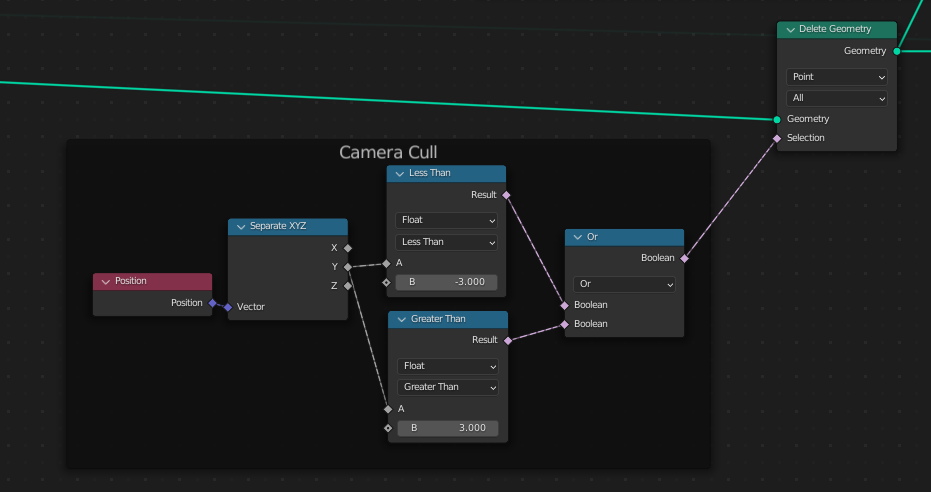 Delete Geometry
Geometry
Point
All
Geometry
Selection
Camera Cull
Less Than
Result
Float
Less Than
A
B -3.000
Separate XYZ
X
Y
Z
Vector
Position
Position
Or
Boolean
Or
Boolean
Boolean
Greater Than
Result
Float
Greater Than
A
B 3.000